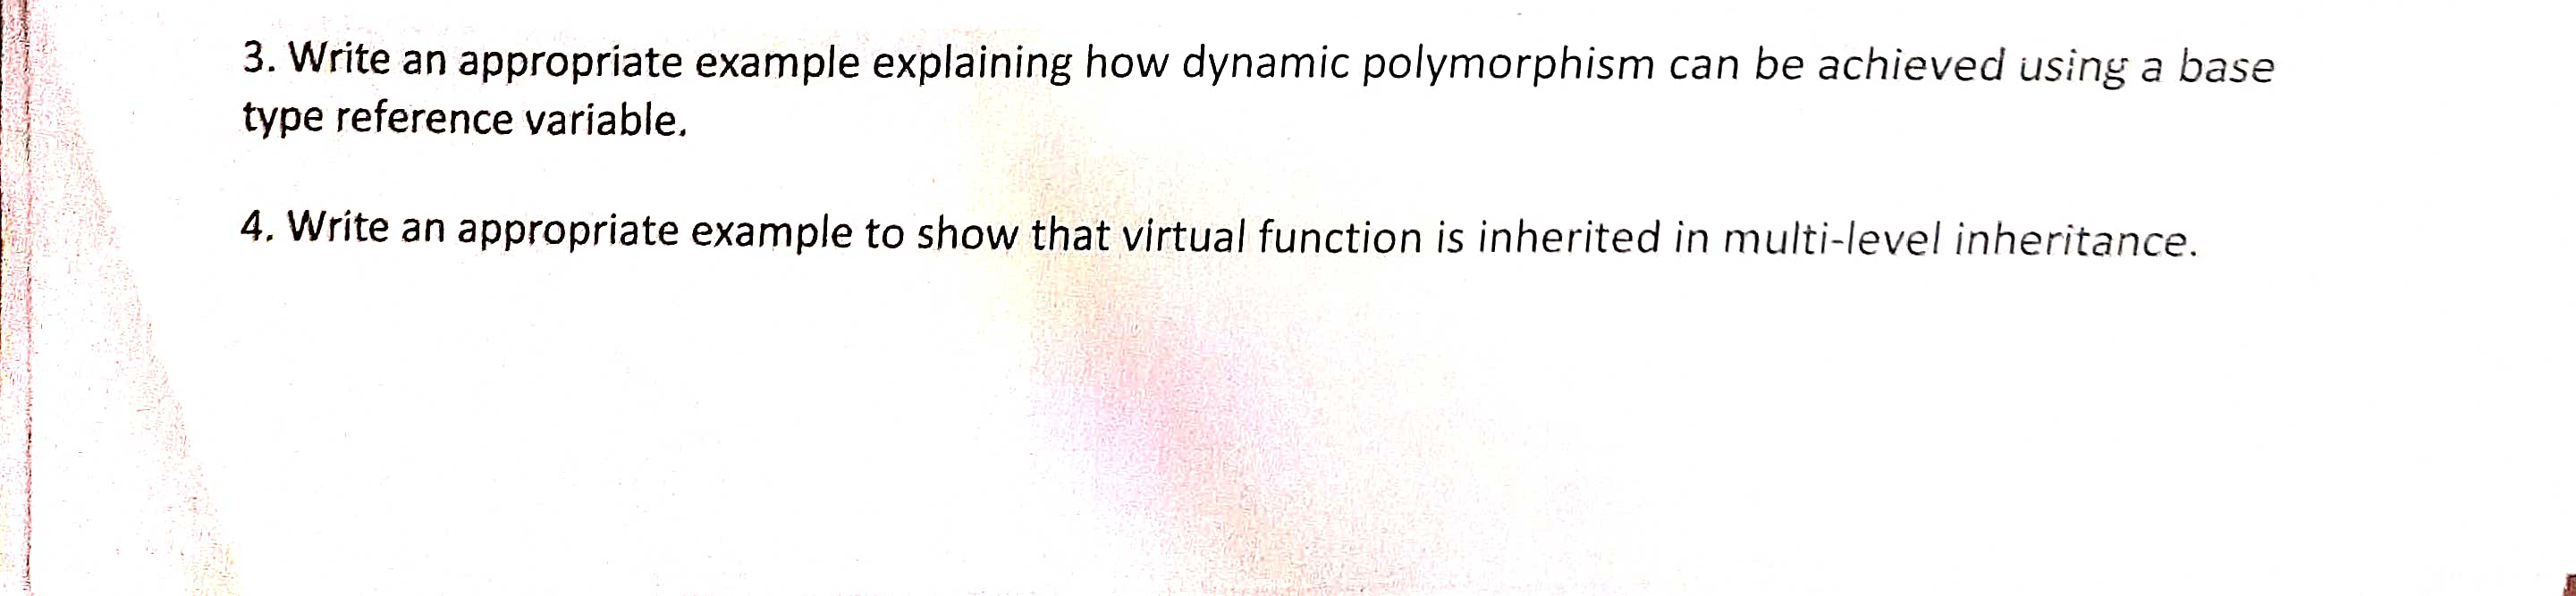 3. Write an appropriate example explaining how dynamic polymorphism can be achieved using a base
type reference variable.
4. Write an appropriate example to show that virtual function is inherited in multi-level inheritance.